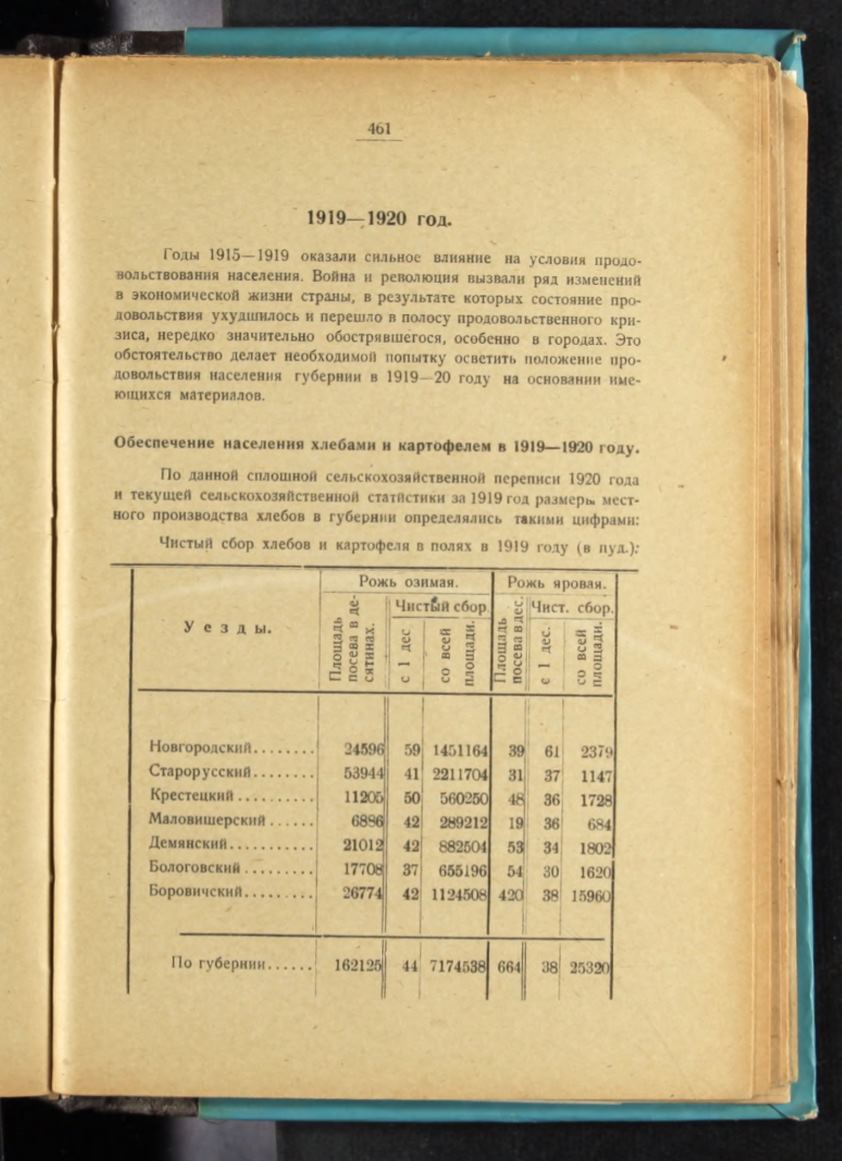 461
1919—1920 год.
Годы 1915—1919 оказали сильное влияние на условия продо-
вольствования населения. Война и революция вызвали ряд изменений
в экономической жизни страны, в результате которых состояние про-
довольствия ухудшилось и перешло в полосу продовольственного кри-
зиса, нередко значительно обострявшегося, особенно в городах. Это
обстоятельство делает необходимой попытку осветить положение про-
довольствия населения губернии в 1919—20 году на основании име-
ющихся материалов.
Обеспечение населения хлебами и картофелем в 1919—1920 году.
По данной сплошной сельскохозяйственной переписи 1920 года
и текущей сельскохозяйственной статистики за 1919 год размеры мест-
ного производства хлебов в губернии определялись такими цифрами:
Чистый сбор хлебов и картофеля в полях в 1919 году (в пуд.):
Уезды. Рожь озимая. Рожь яровая.
Площадь посева в де-сятинах. Чистый сбор Площадь посева в дес. Чист. сбор.
с 1 дес со всей площади. с 1 дес. со всей площади.
Новгородский........ 24596 59 1451164 39 61 2379
Старорусский........ 53944 41 2211704 31 37 1147
Крестецкий.......... 11205 50 560250 48 36 1728
Маловишерский...... 6886 42 289212 19 36 684
Демянский........... 21012 42 882504 53 34 1802
Бологовский......... 17708 37 655196 54 30 1620
Боровичский......... 26774 42 1124508 420 38 15960
По губернии...... 162125 44 7174538 664 38 25320